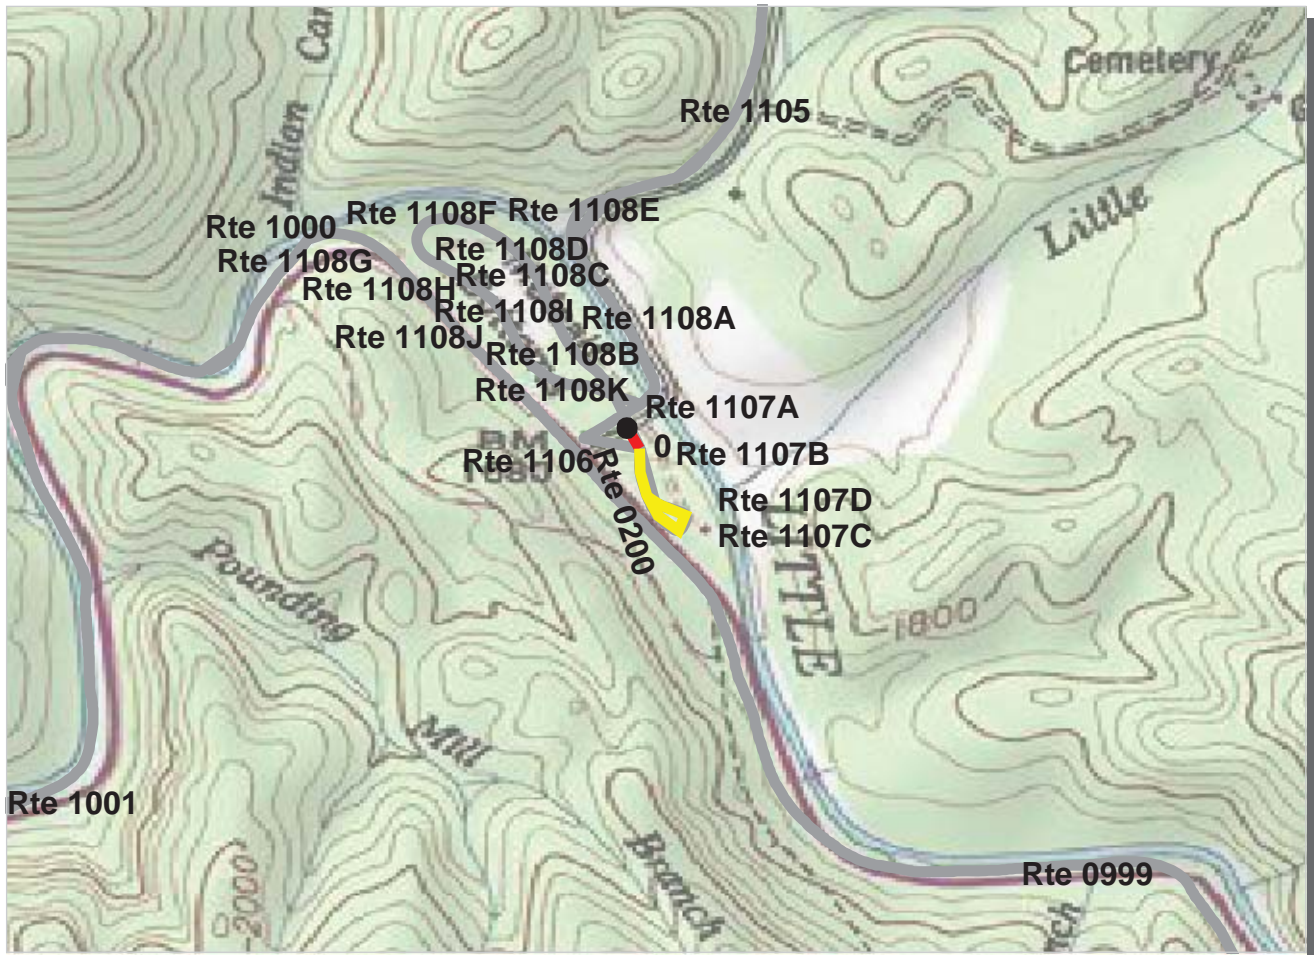 Cemetery
Rte 1105
Indian
Little
Rte 1108F
Rte 1108E
Rte 1000
Rte 1108D
Rte 1108G
Rte 1108C
Rte 1108H
Rte 1108I
Rte 1108A
Rte 1108J
Rte 1108B
Rte 1108K
Rte 1107A
BM
0
Rte 1107B
Rte 1106
Rte 0200
Rte 1107D
Rte 1107C
LITTLE
Pounding
1800
Mill
Rte 1001
Branch
Rte 0999
2000